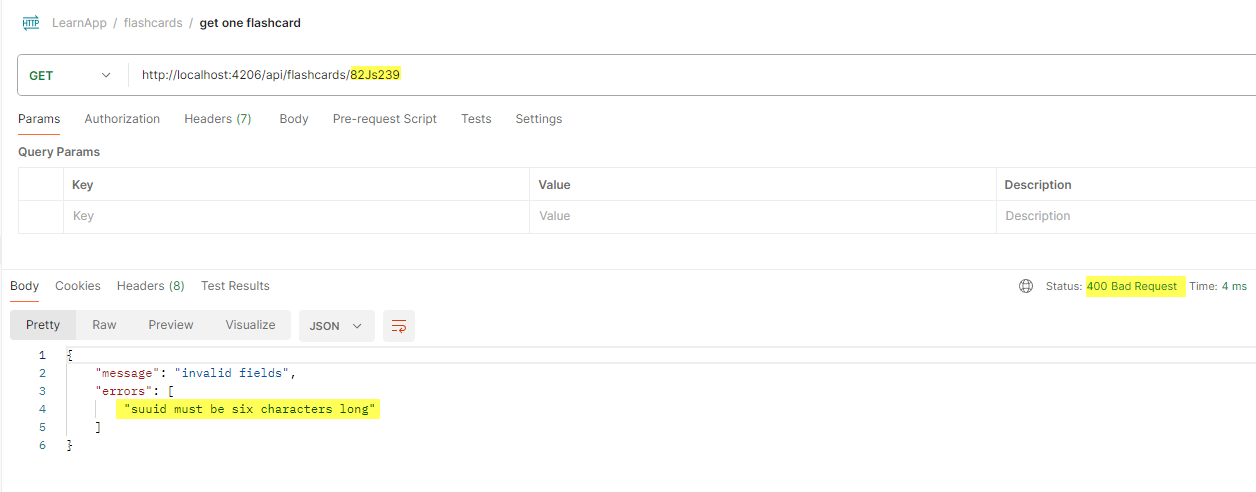 HTTP LearnApp / flashcards / get one flashcard
GET http://localhost:4206/api/flashcards/82Js239
Params Authorization Headers (7) Body Pre-request Script Tests Settings
Query Params
Key Value Description
Key Value Description
Body Cookies Headers (8) Test Results Status: 400 Bad Request Time: 4 ms
Pretty Raw Preview Visualize JSON
1 {
2 "message": "invalid fields",
3 "errors": [
4 "suuid must be six characters long"
5 ]
6 }